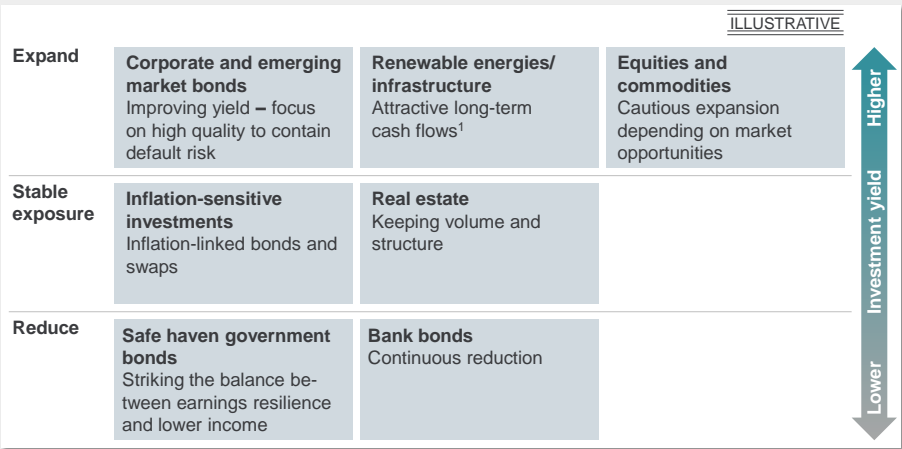 ILLUSTRATIVE
Expand
Corporate and emerging
market bonds
Improving yield – focus
on high quality to contain
default risk
Renewable energies/
infrastructure
Attractive long-term
cash flows¹
Equities and
commodities
Cautious expansion
depending on market
opportunities
Stable
exposure
Inflation-sensitive
investments
Inflation-linked bonds and
swaps
Real estate
Keeping volume and
structure
Reduce
Safe haven government
bonds
Striking the balance be-
tween earnings resilience
and lower income
Bank bonds
Continuous reduction
Higher
Investment yield
Lower